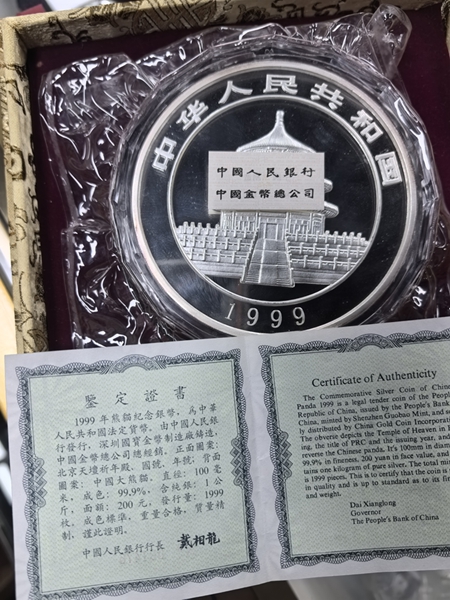 中华人民共和国
中國人民銀行
中國金幣總公司
1999
鑒定證書
1999年熊貓紀念銀幣，為中華
人民共和國法定貨幣。由中國人民銀
行發行，深圳國寶金幣制造廠鑄造，
中國金幣總公司總經銷。正面圖案：
北京天壇祈年殿、國號、年號；背面
圖案：中國大熊貓。直徑：100毫
米，成色：99.9%，含純銀：1公
斤，面額：200元，發行量：1999
枚，成色標準，重量合格，質量精
制，謹此證明。
中國人民銀行行長 戴相龍
Certificate of Authenticity
The Commemorative Silver Coin of Chinese
Panda 1999 is a legal tender coin of the People's
Republic of China, issued by the People's Bank
China, minted by Shenzhen Guobao Mint, and
ly distributed by China Gold Coin Incorporation
The obverse depicts the Temple of Heaven in
ing, the title of PRC and the issuing year, and
reverse the Chinese panda. It's 100mm in diam
99.9% in fineness, 200 yuan in face value, and
tains one kilogram of pure silver. The total mi
is 1999 pieces. This is to certify that the coin is
in quality and is up to standard as to its fi
and weight.
Dai Xianglong
Governor
The People's Bank of China